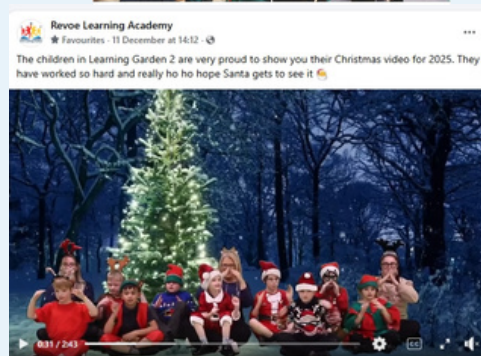 Revoe Learning Academy
Favourites · 11 December at 14:12 ·
The children in Learning Garden 2 are very proud to show you their Christmas video for 2025. They
have worked so hard and really ho ho hope Santa gets to see it
0:31 / 2:43
CC